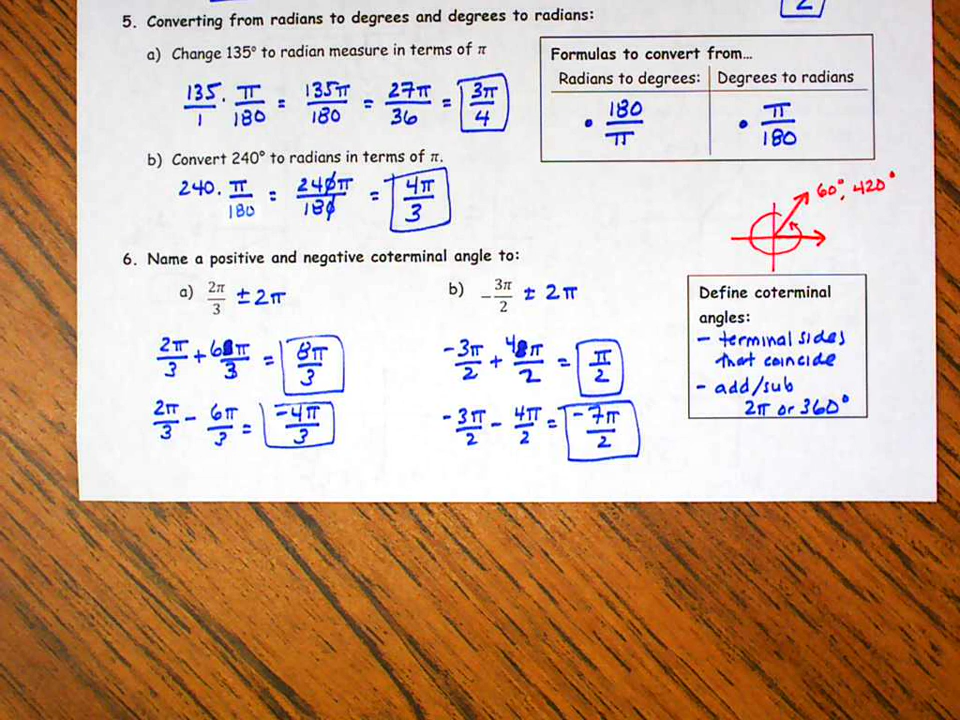 2
5. Converting from radians to degrees and degrees to radians:
a) Change 135° to radian measure in terms of π
135/1 · π/180 = 135π/180 = 27π/36 = 3π/4
Formulas to convert from...
Radians to degrees: Degrees to radians
· 180/π · π/180
b) Convert 240° to radians in terms of π.
240 · π/180 = 240π/180 = 4π/3
60°, 420°
6. Name a positive and negative coterminal angle to:
a) 2π/3 ± 2π b) -3π/2 ± 2π
2π/3 + 6π/3 = 8π/3 -3π/2 + 4π/2 = π/2
2π/3 - 6π/3 = -4π/3 -3π/2 - 4π/2 = -7π/2
Define coterminal
angles:
- terminal sides
that coincide
- add/sub
2π or 360°